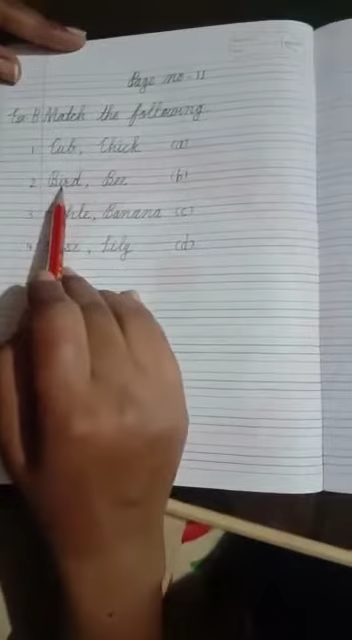 Page no - 11
Ex. B Match the following.
1. Cub, Chick (a)
2. Bird, Bee (b)
3. Banana (c)
4. Lily (d)